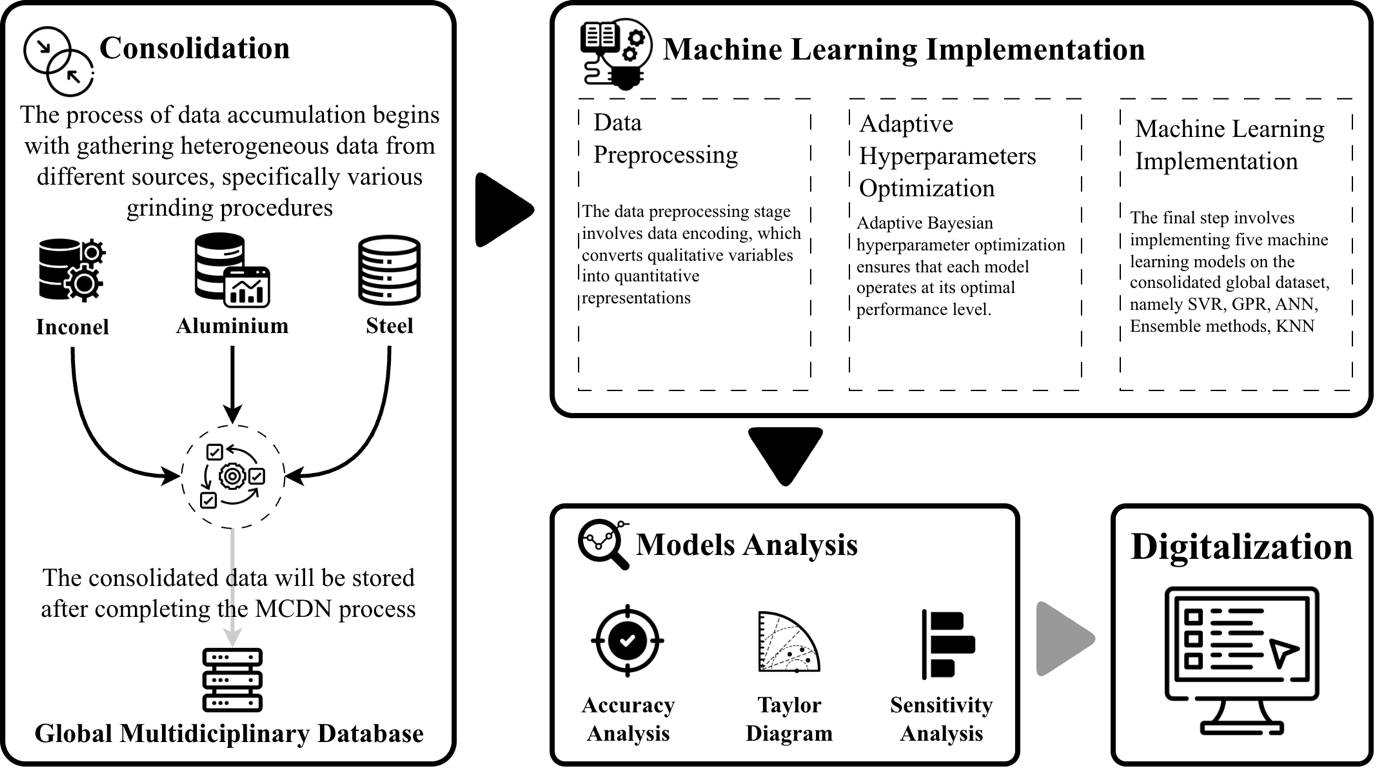 Consolidation
The process of data accumulation begins
with gathering heterogeneous data from
different sources, specifically various
grinding procedures
Inconel
Aluminium
Steel
The consolidated data will be stored
after completing the MCDN process
Global Multidiciplinary Database
Machine Learning Implementation
Data
Preprocessing
The data preprocessing stage
involves data encoding, which
converts qualitative variables
into quantitative
representations
Adaptive
Hyperparameters
Optimization
Adaptive Bayesian
hyperparameter optimization
ensures that each model
operates at its optimal
performance level.
Machine Learning
Implementation
The final step involves
implementing five machine
learning models on the
consolidated global dataset,
namely SVR, GPR, ANN,
Ensemble methods, KNN
Models Analysis
Accuracy
Analysis
Taylor
Diagram
Sensitivity
Analysis
Digitalization